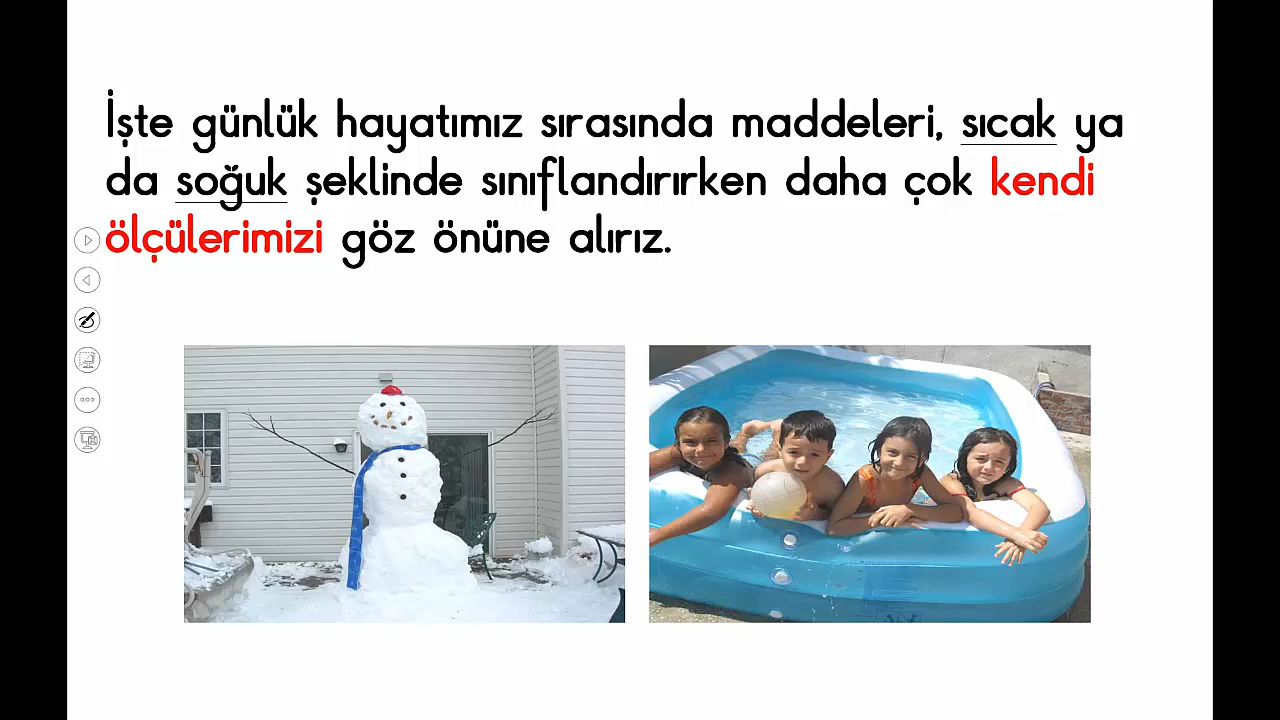 İşte günlük hayatımız sırasında maddeleri, sıcak ya
da soğuk şeklinde sınıflandırırken daha çok kendi
ölçülerimizi göz önüne alırız.